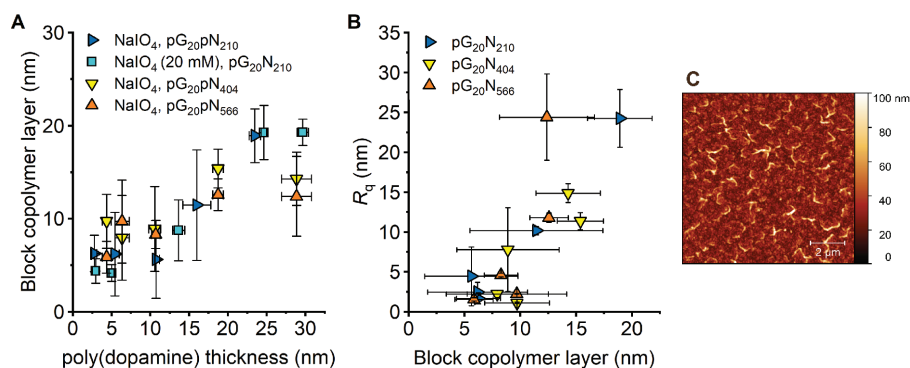 A
Block copolymer layer (nm)
30
20
10
0
NaIO₄, pG₂₀pN₂₁₀
NaIO₄ (20 mM), pG₂₀N₂₁₀
NaIO₄, pG₂₀pN₄₀₄
NaIO₄, pG₂₀pN₅₆₆
0 5 10 15 20 25 30
poly(dopamine) thickness (nm)
B
Rq (nm)
35
30
25
20
15
10
5
0
pG₂₀N₂₁₀
pG₂₀N₄₀₄
pG₂₀N₅₆₆
0 5 10 15 20
Block copolymer layer (nm)
C
2 µm
100 nm
80
60
40
20
0